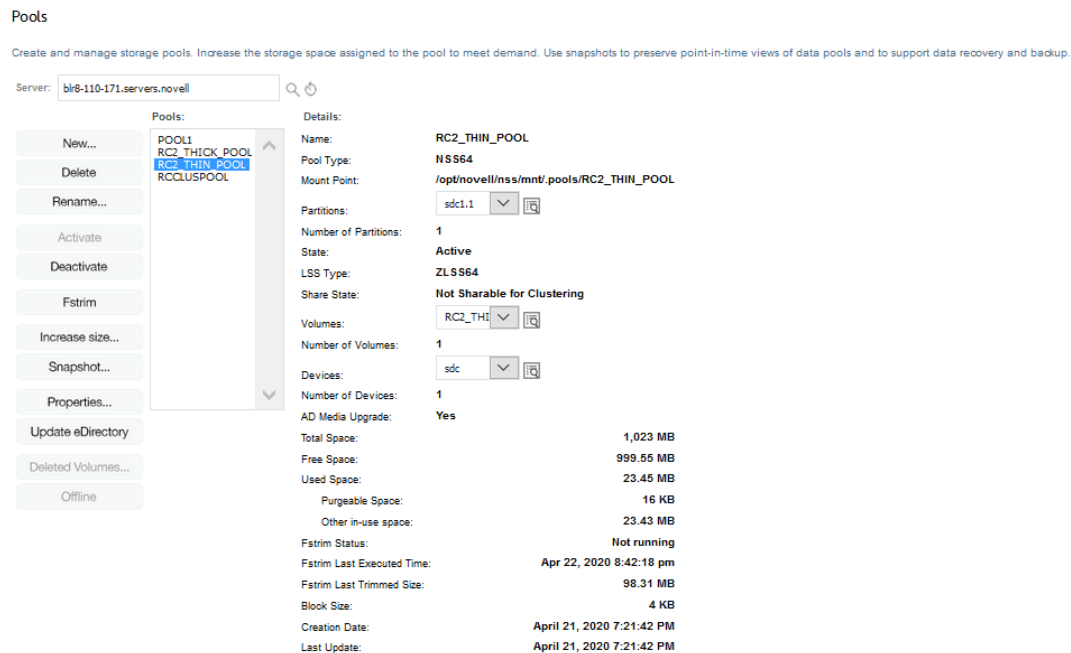 Pools
Create and manage storage pools. Increase the storage space assigned to the pool to meet demand. Use snapshots to preserve point-in-time views of data pools and to support data recovery and backup.
Server: blr8-110-171.servers.novell
Pools:
New...
Delete
Rename...
Activate
Deactivate
Fstrim
Increase size...
Snapshot...
Properties...
Update eDirectory
Deleted Volumes...
Offline
POOL1
RC2_THICK_POOL
RC2_THIN_POOL
RCCLUSPOOL
Details:
Name: RC2_THIN_POOL
Pool Type: NSS64
Mount Point: /opt/novell/nss/mnt/.pools/RC2_THIN_POOL
Partitions: sdc1.1
Number of Partitions: 1
State: Active
LSS Type: ZLSS64
Share State: Not Sharable for Clustering
Volumes: RC2_THI
Number of Volumes: 1
Devices: sdc
Number of Devices: 1
AD Media Upgrade: Yes
Total Space: 1,023 MB
Free Space: 999.55 MB
Used Space: 23.45 MB
Purgeable Space: 16 KB
Other in-use space: 23.43 MB
Fstrim Status: Not running
Fstrim Last Executed Time: Apr 22, 2020 8:42:18 pm
Fstrim Last Trimmed Size: 98.31 MB
Block Size: 4 KB
Creation Date: April 21, 2020 7:21:42 PM
Last Update: April 21, 2020 7:21:42 PM